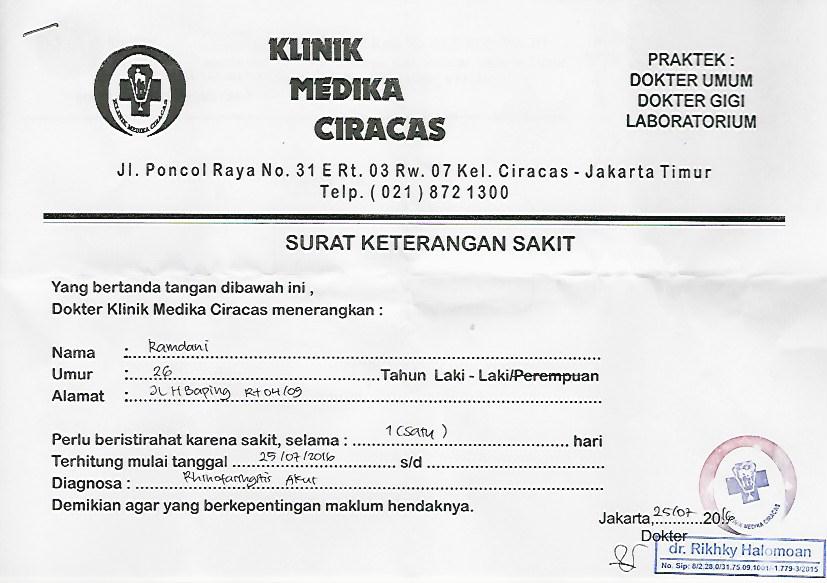 KLINIK MEDIKA CIRACAS
KLINIK
MEDIKA
CIRACAS
PRAKTEK :
DOKTER UMUM
DOKTER GIGI
LABORATORIUM
Jl. Poncol Raya No. 31 E Rt. 03 Rw. 07 Kel. Ciracas - Jakarta Timur
Telp. ( 021 ) 872 1300
SURAT KETERANGAN SAKIT
Yang bertanda tangan dibawah ini ,
Dokter Klinik Medika Ciracas menerangkan :
Nama : Ramdani
Umur : 26 Tahun Laki - Laki/Perempuan
Alamat : JL H Baping Rt 04/09
Perlu beristirahat karena sakit, selama : 1 (satu) hari
Terhitung mulai tanggal 25/07/2016 s/d
Diagnosa : Rhinofaringitis Akut
Demikian agar yang berkepentingan maklum hendaknya.
KLINIK MEDIKA CIRACAS
Jakarta, 25/07 2016
Dokter
dr. Rikhky Halomoan
No. Sip: 8/2.28.0/31.75.09.1001/-1.779-3/2015